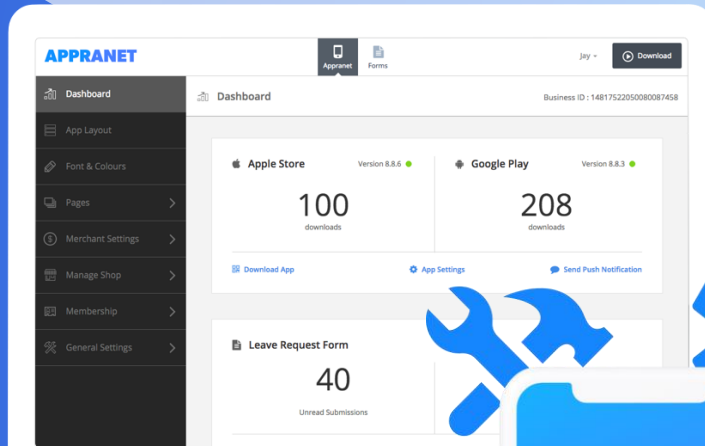 APPRANET
Appranet
Forms
Jay
Download
Dashboard
App Layout
Font & Colours
Pages
Merchant Settings
Manage Shop
Membership
General Settings
Dashboard
Business ID : 14817522050080087458
Apple Store
Version 8.8.6
100
downloads
Google Play
Version 8.8.3
208
downloads
Download App
App Settings
Send Push Notification
Leave Request Form
40
Unread Submissions